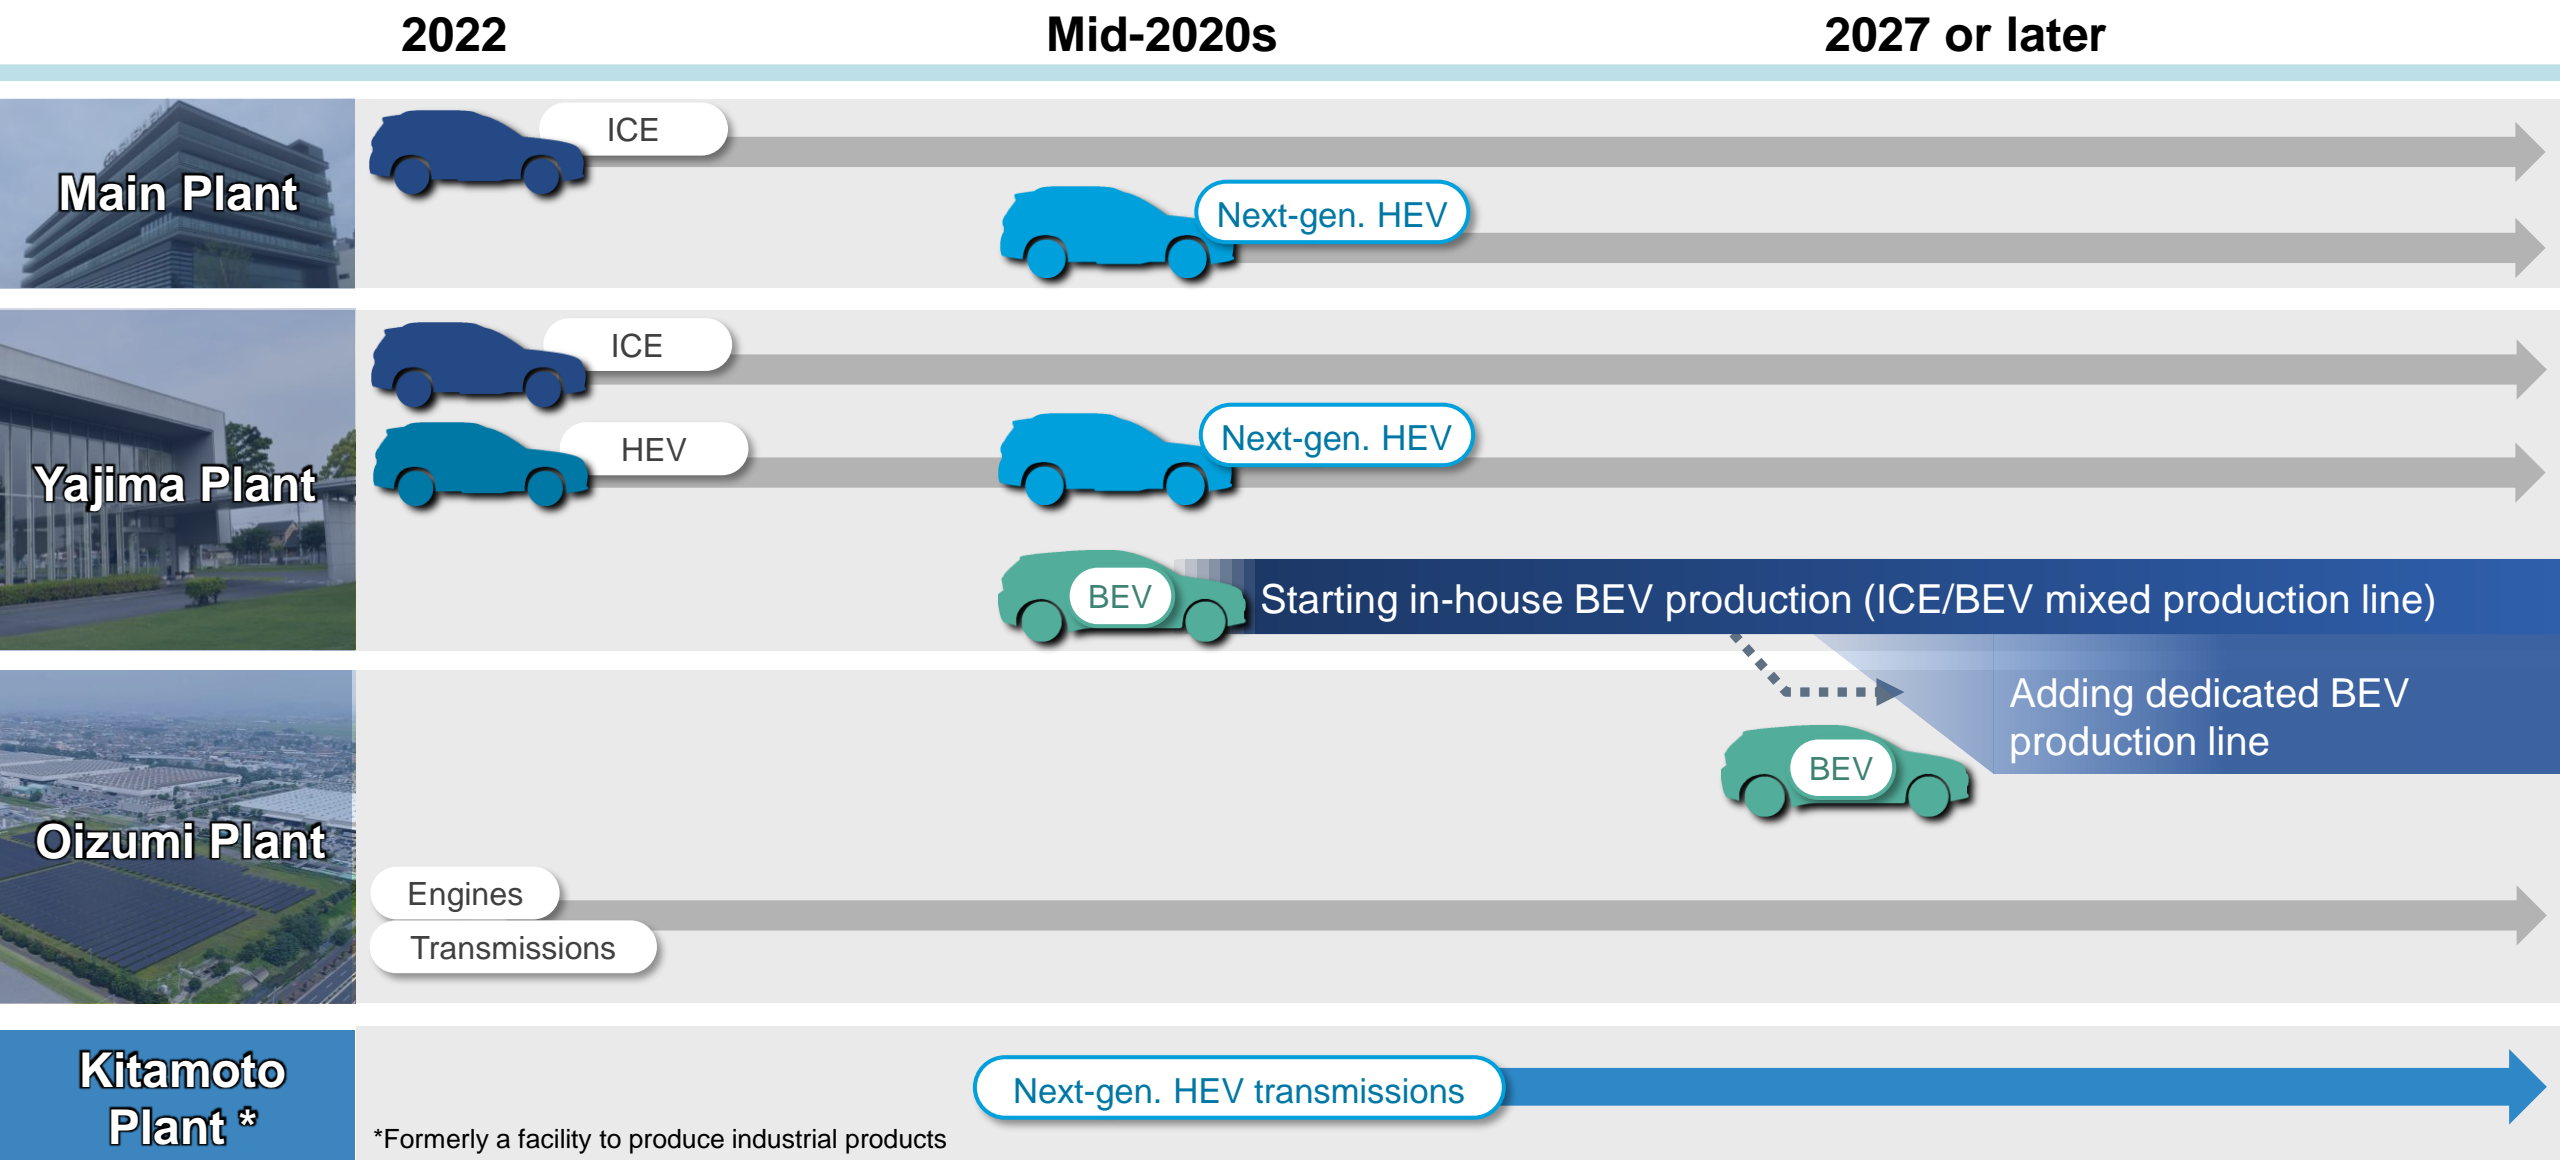 2022
Mid-2020s
2027 or later
Main Plant
ICE
Next-gen. HEV
Yajima Plant
ICE
HEV
Next-gen. HEV
BEV
Starting in-house BEV production (ICE/BEV mixed production line)
Adding dedicated BEV
production line
BEV
Oizumi Plant
Engines
Transmissions
Kitamoto
Plant *
Next-gen. HEV transmissions
*Formerly a facility to produce industrial products